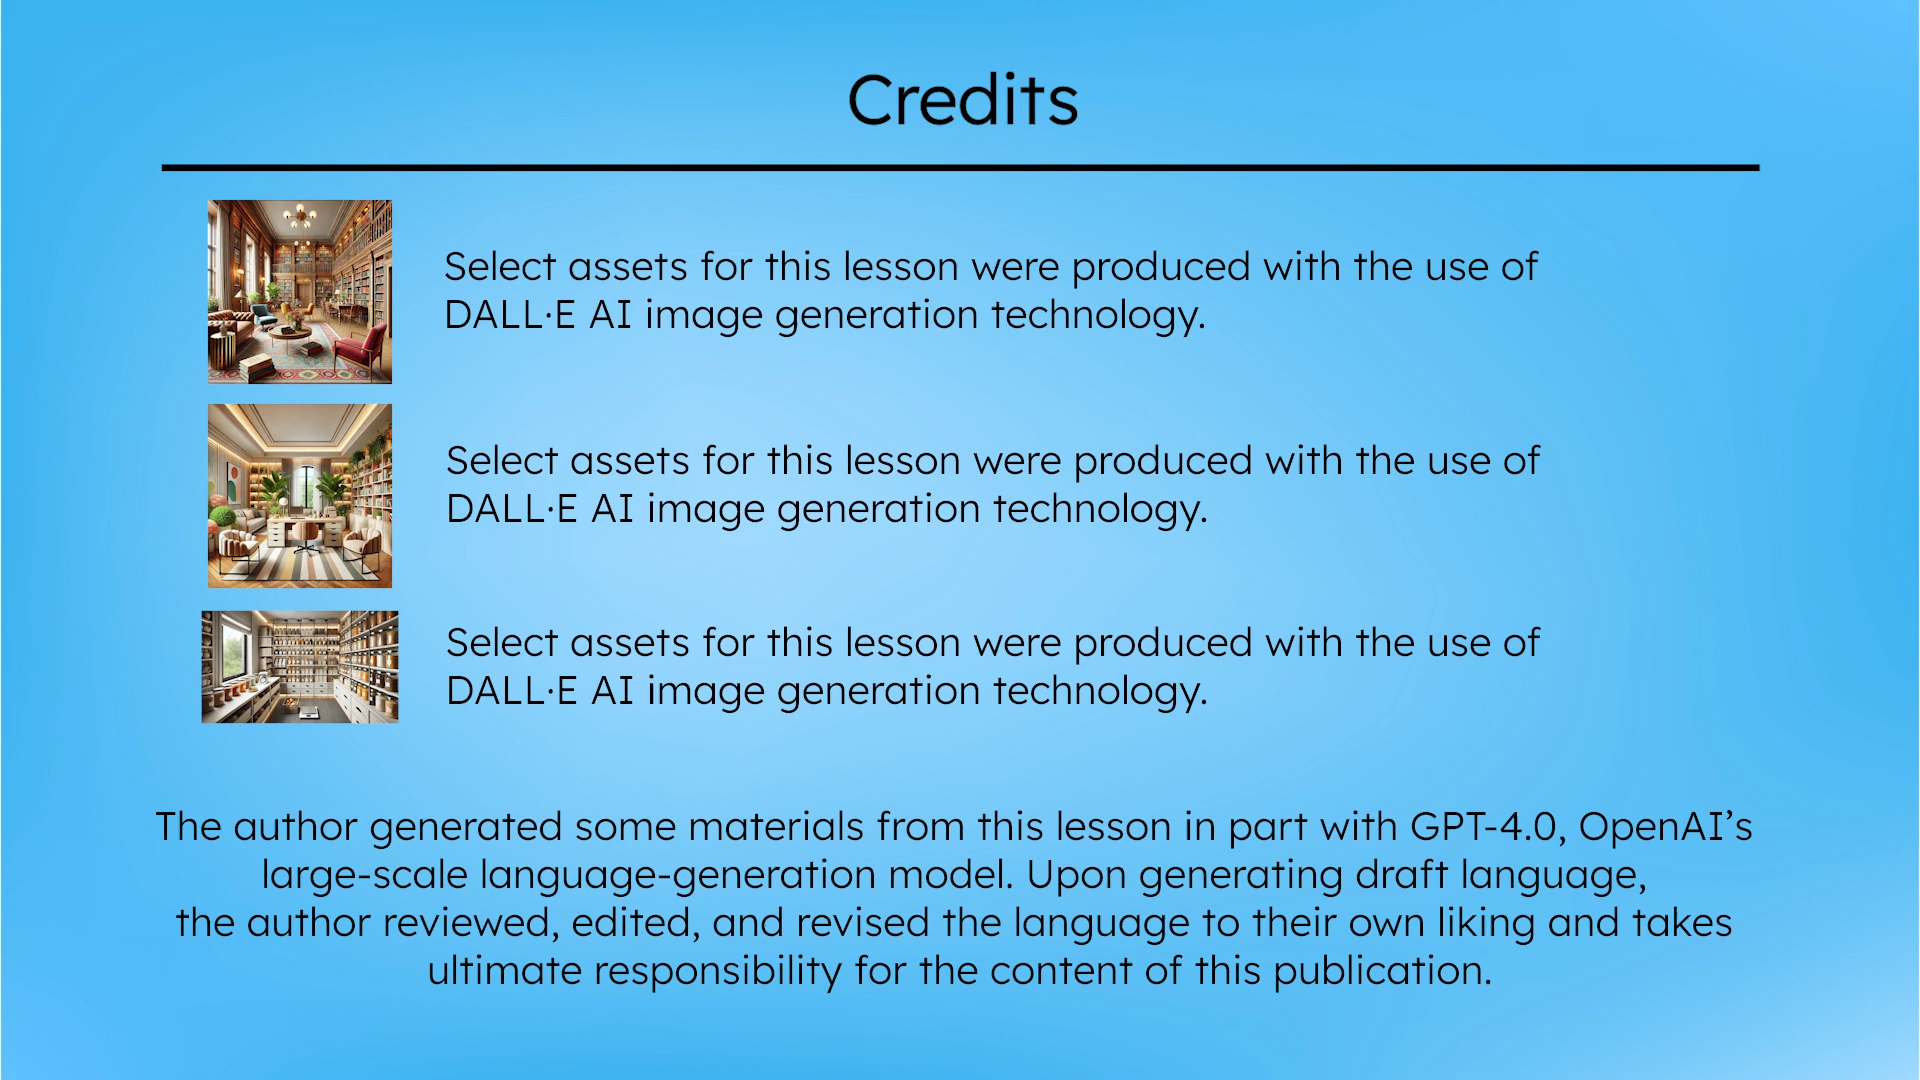 Credits
Select assets for this lesson were produced with the use of
DALL·E AI image generation technology.
Select assets for this lesson were produced with the use of
DALL·E AI image generation technology.
Select assets for this lesson were produced with the use of
DALL·E AI image generation technology.
The author generated some materials from this lesson in part with GPT-4.0, OpenAI’s
large-scale language-generation model. Upon generating draft language,
the author reviewed, edited, and revised the language to their own liking and takes
ultimate responsibility for the content of this publication.